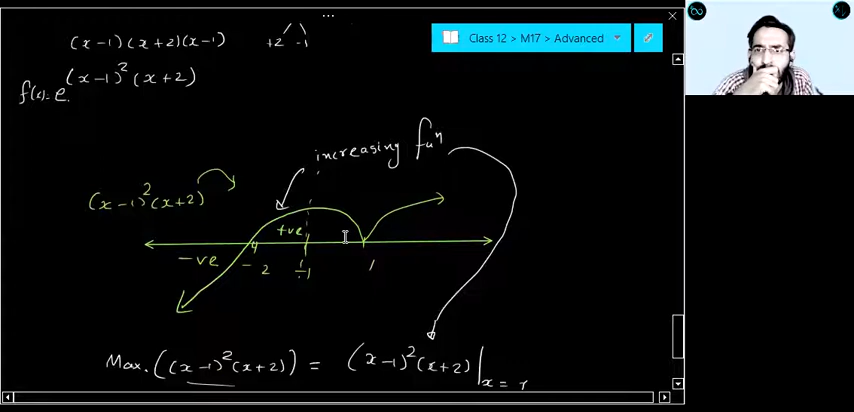 (x-1)(x+2)(x-1) +2 -1
Class 12 > M17 > Advanced
f(x)=e^{(x-1)^2(x+2)}
increasing fuⁿ
(x-1)^2(x+2)
+ve
-ve -2 -1 1
Max.((x-1)^2(x+2)) = (x-1)^2(x+2)|x=